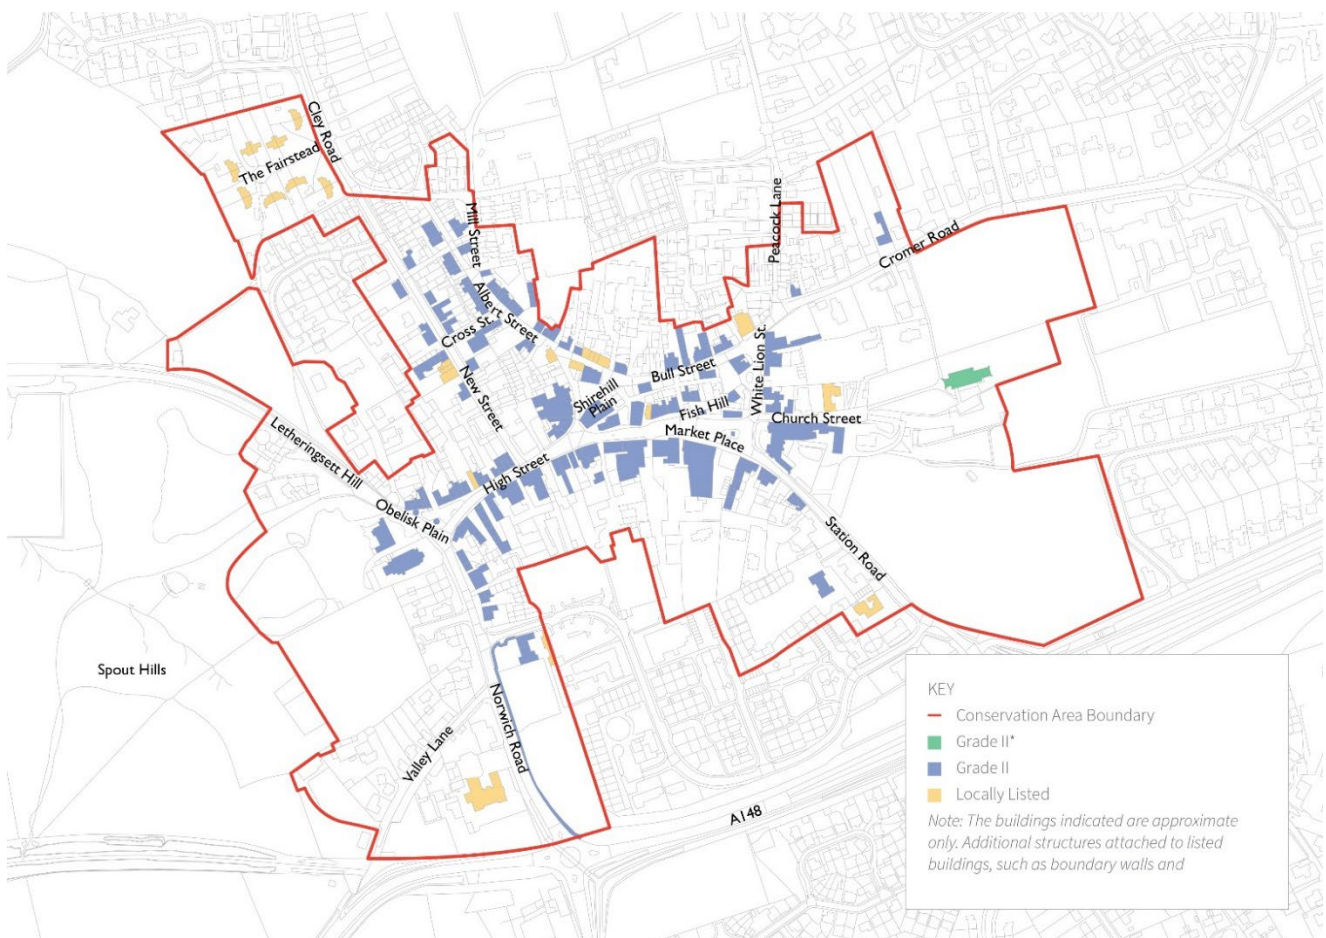 Cley Road
The Fairstead
Mill Street
Peacock Lane
Cromer Road
Albert Street
Cross St.
New Street
Shirehill
Plain
Bull Street
White Lion St.
Fish Hill
Church Street
Market Place
High Street
Letheringsett Hill
Obelisk Plain
Station Road
Spout Hills
Norwich Road
Valley Lane
A148
KEY
Conservation Area Boundary
Grade II*
Grade II
Locally Listed
Note: The buildings indicated are approximate
only. Additional structures attached to listed
buildings, such as boundary walls and